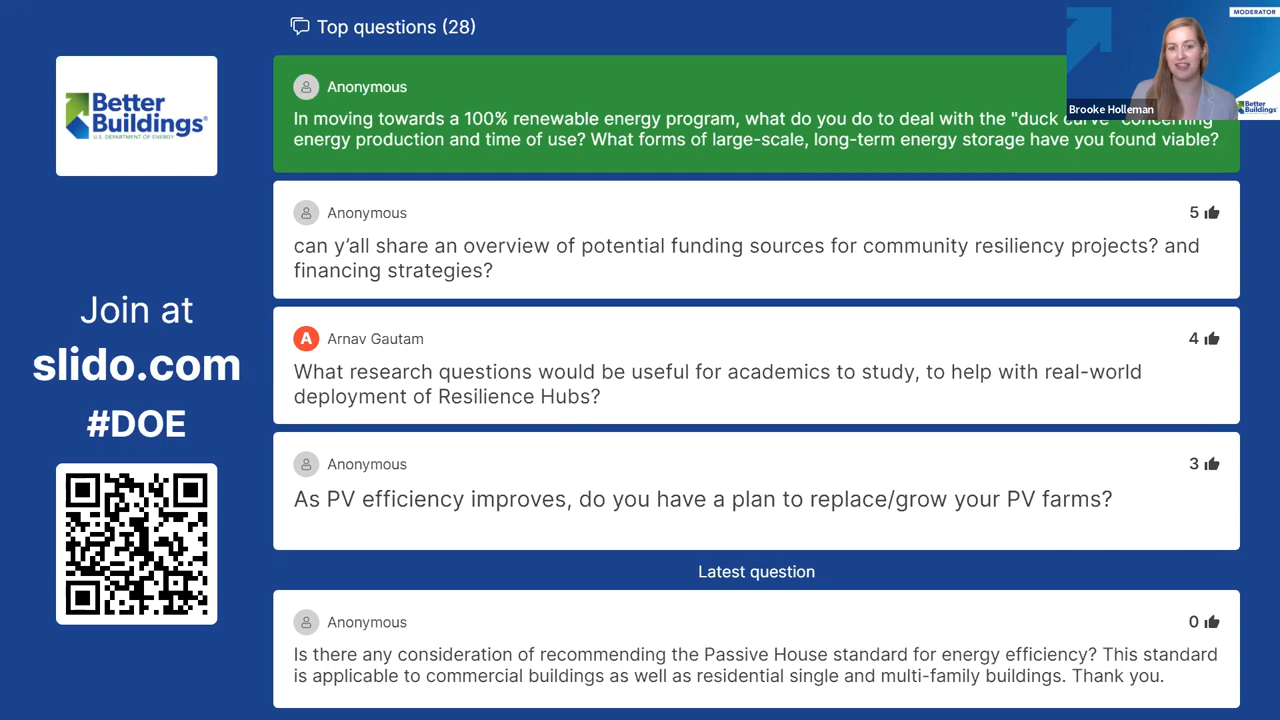 Top questions (28)
MODERATOR
Brooke Holleman
Better
Buildings®
Better
Buildings®
U.S. DEPARTMENT OF ENERGY
Join at
slido.com
#DOE
Anonymous
In moving towards a 100% renewable energy program, what do you do to deal with the "duck curve" concerning
energy production and time of use? What forms of large-scale, long-term energy storage have you found viable?
Anonymous
5
can y’all share an overview of potential funding sources for community resiliency projects? and
financing strategies?
A
Arnav Gautam
4
What research questions would be useful for academics to study, to help with real-world
deployment of Resilience Hubs?
Anonymous
3
As PV efficiency improves, do you have a plan to replace/grow your PV farms?
Latest question
Anonymous
0
Is there any consideration of recommending the Passive House standard for energy efficiency? This standard
is applicable to commercial buildings as well as residential single and multi-family buildings. Thank you.